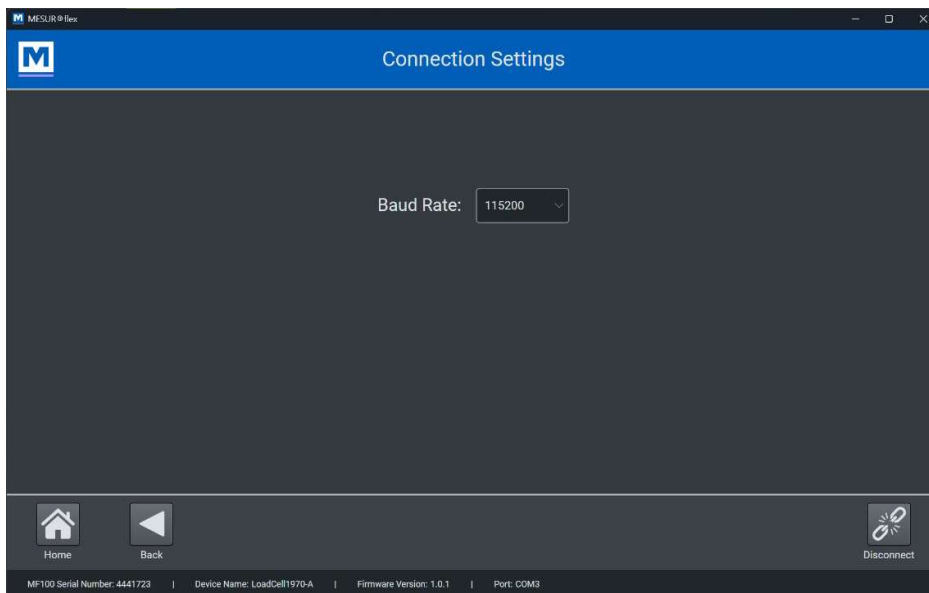 M MESUR®flex
M
Connection Settings
Baud Rate: 115200
Home Back Disconnect
MF100 Serial Number: 4441723 | Device Name: LoadCell1970-A | Firmware Version: 1.0.1 | Port: COM3